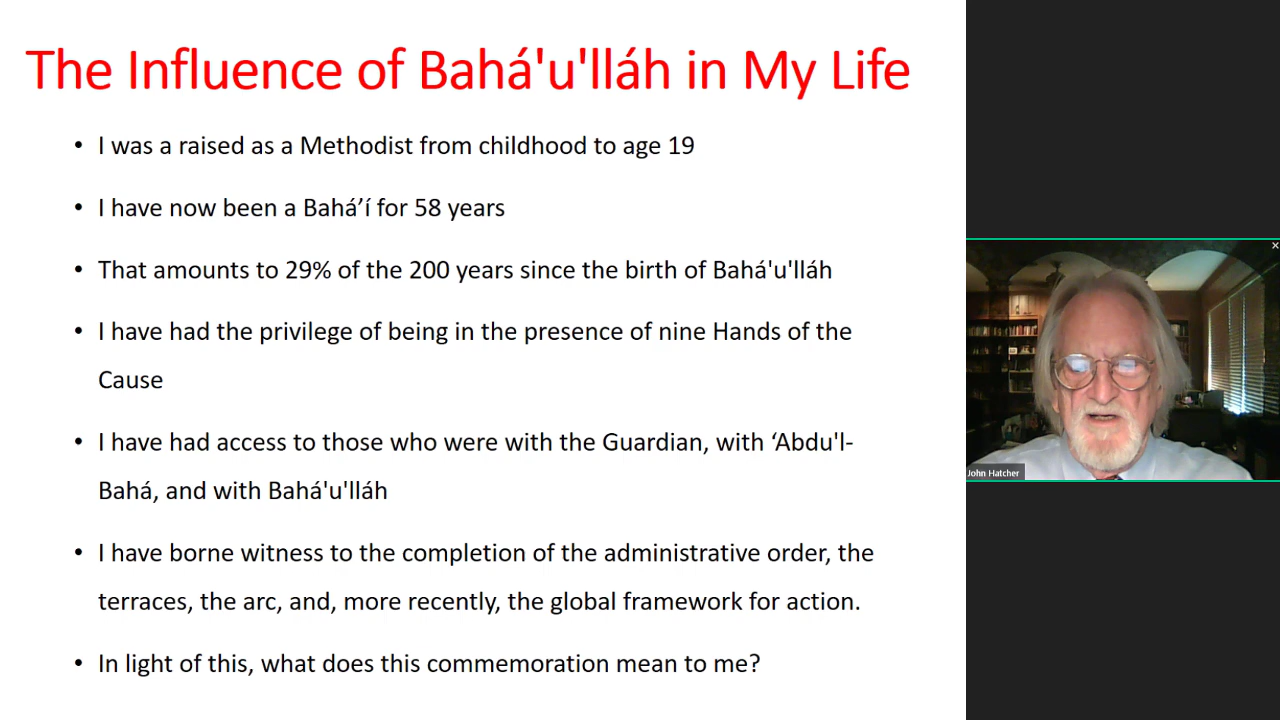 The Influence of Bahá'u'lláh in My Life
• I was a raised as a Methodist from childhood to age 19
• I have now been a Bahá’í for 58 years
• That amounts to 29% of the 200 years since the birth of Bahá'u'lláh
• I have had the privilege of being in the presence of nine Hands of the
Cause
• I have had access to those who were with the Guardian, with ‘Abdu'l-
Bahá, and with Bahá'u'lláh
• I have borne witness to the completion of the administrative order, the
terraces, the arc, and, more recently, the global framework for action.
• In light of this, what does this commemoration mean to me?
John Hatcher